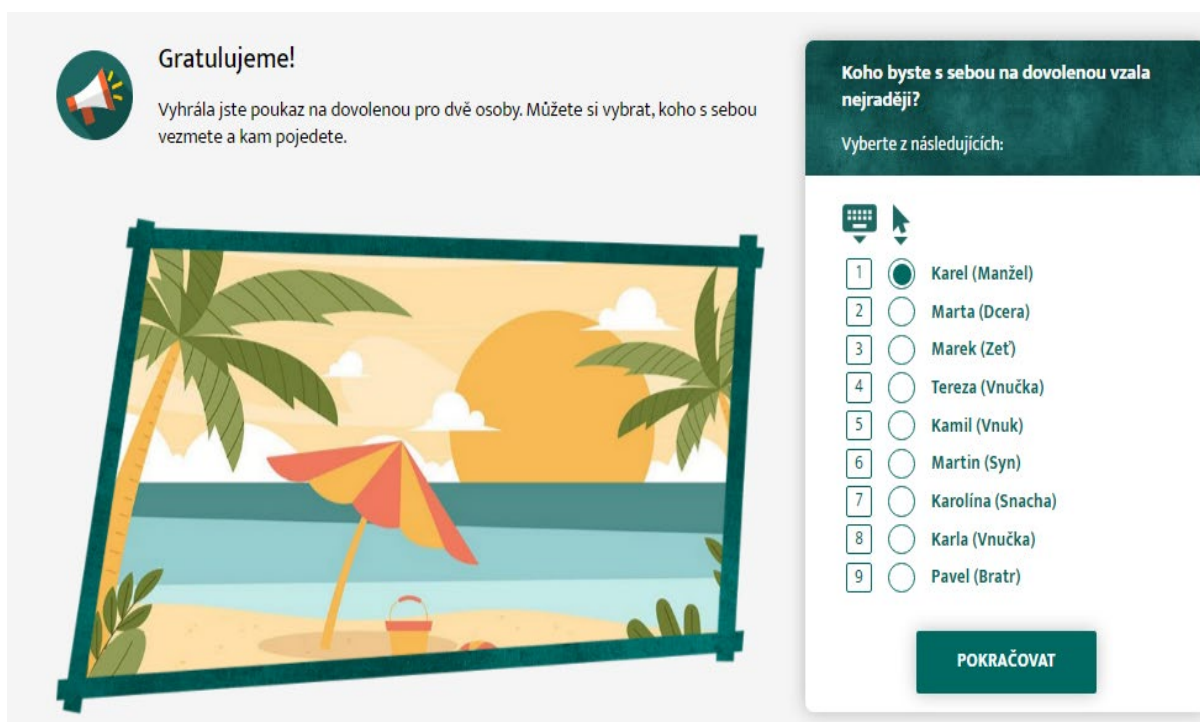 Gratulujeme!
Vyhrála jste poukaz na dovolenou pro dvě osoby. Můžete si vybrat, koho s sebou
vezmete a kam pojedete.
Koho byste s sebou na dovolenou vzala
nejraději?
Vyberte z následujících:
1 Karel (Manžel)
2 Marta (Dcera)
3 Marek (Zeť)
4 Tereza (Vnučka)
5 Kamil (Vnuk)
6 Martin (Syn)
7 Karolína (Snacha)
8 Karla (Vnučka)
9 Pavel (Bratr)
POKRAČOVAT